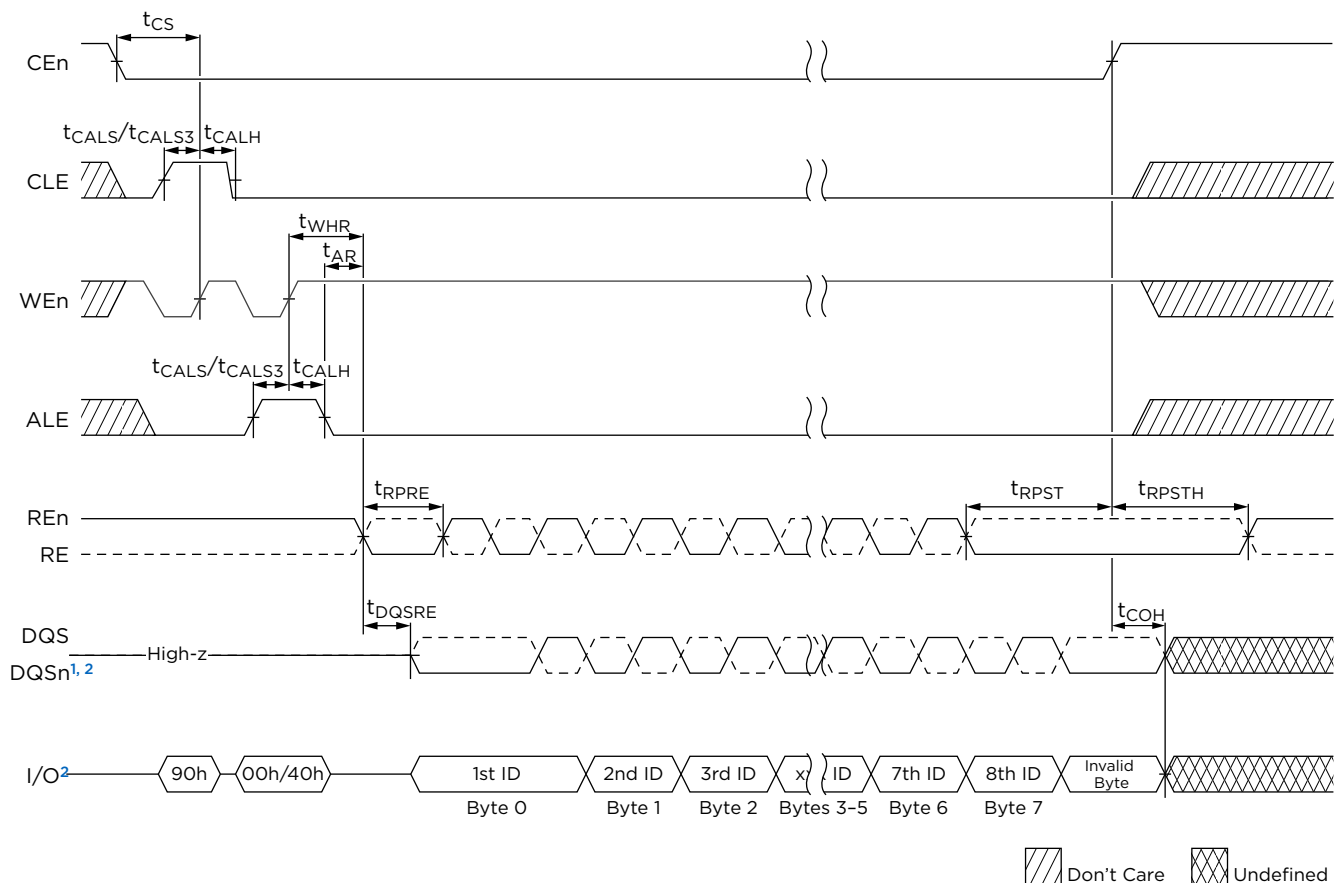 tCS
CEn
tCALS/tCALS3 tCALH
CLE
tWHR
tAR
WEn
tCALS/tCALS3 tCALH
ALE
tRPRE tRPST tRPSTH
REn
RE
tDQSRE tCOH
DQS
High-z
DQSn1, 2
I/O2 90h 00h/40h 1st ID 2nd ID 3rd ID ID 7th ID 8th ID Invalid Byte
Byte 0 Byte 1 Byte 2 Bytes 3–5 Byte 6 Byte 7
Don't Care Undefined